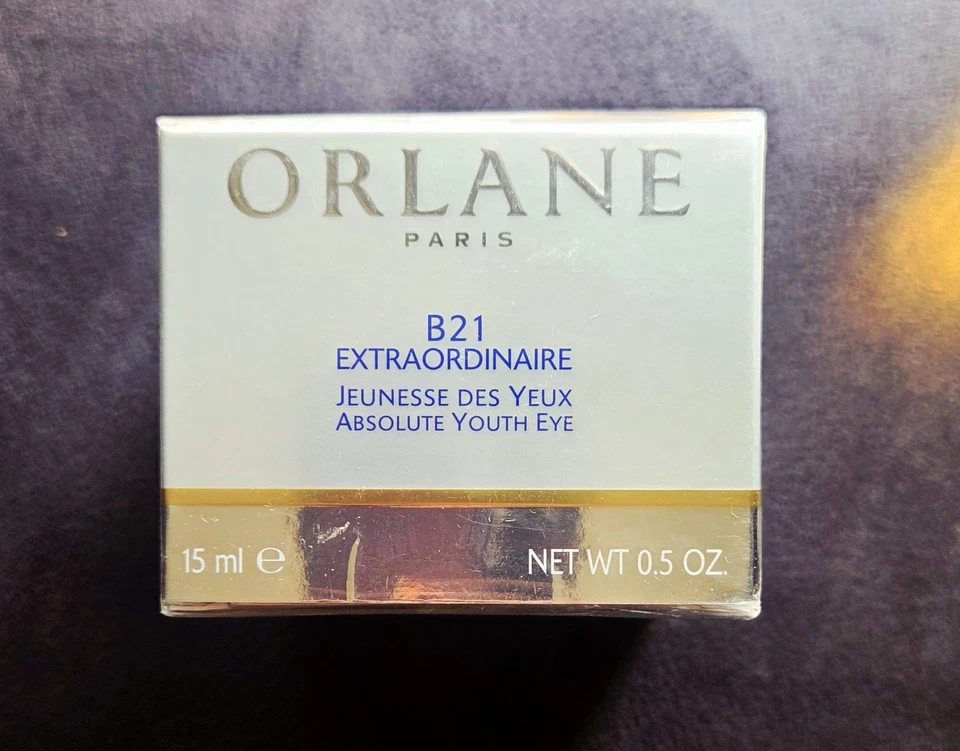 ORLANE
PARIS
B21
EXTRAORDINAIRE
JEUNESSE DES YEUX
ABSOLUTE YOUTH EYE
15 ml ℮
NET WT 0.5 OZ.